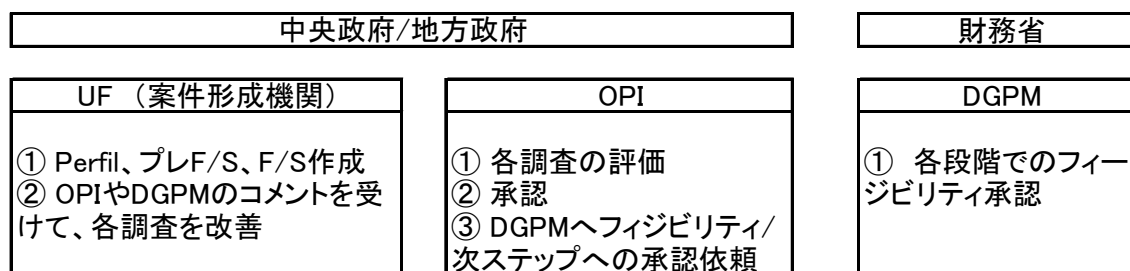 中央政府/地方政府
財務省
UF （案件形成機関）
① Perfil、プレF/S、F/S作成
② OPIやDGPMのコメントを受
けて、各調査を改善
OPI
① 各調査の評価
② 承認
③ DGPMへフィジビリティ/
次ステップへの承認依頼
DGPM
① 各段階でのフィー
ジビリティ承認